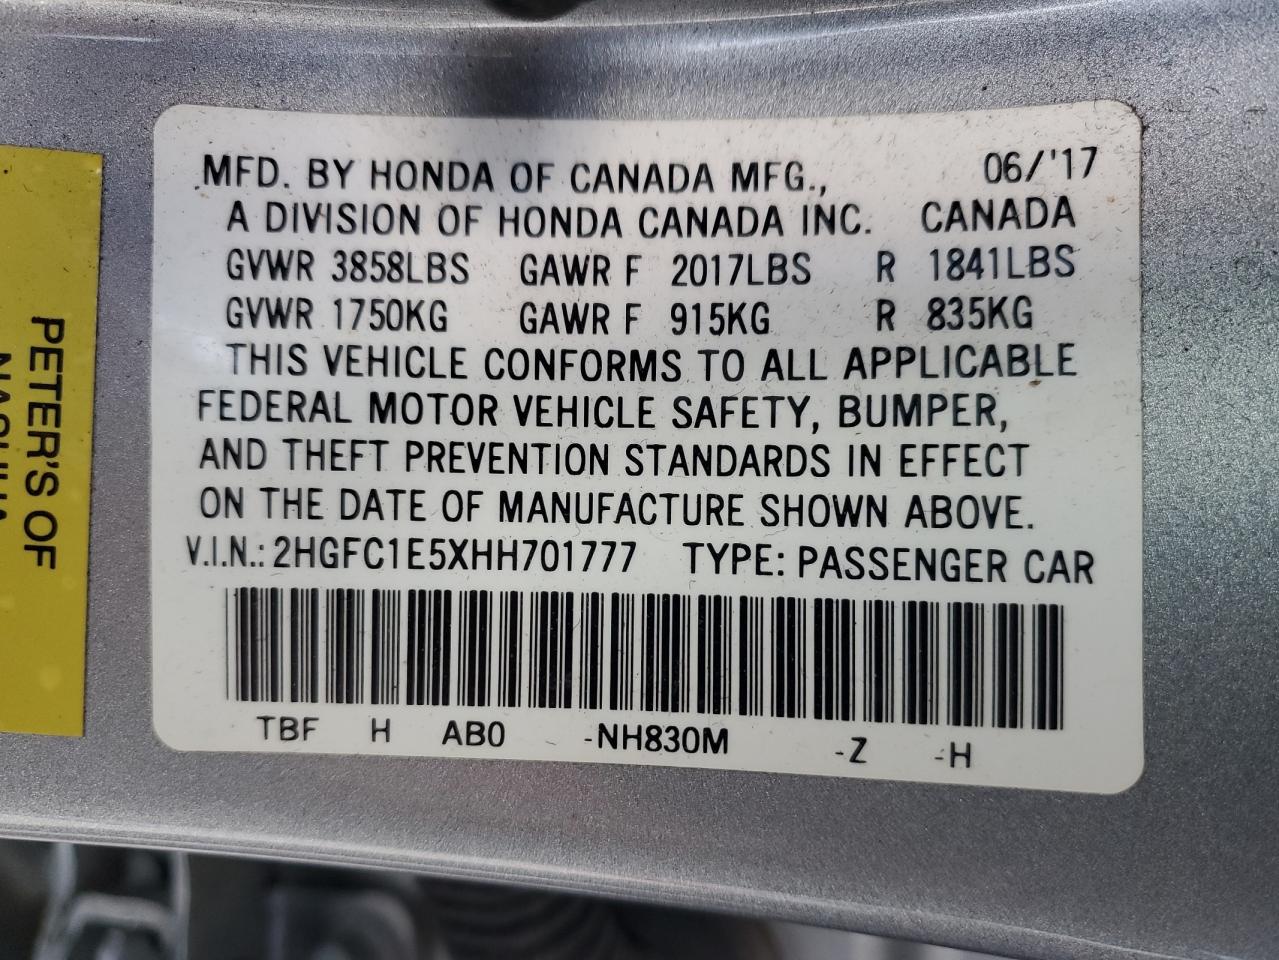 MFD. BY HONDA OF CANADA MFG., 06/'17
A DIVISION OF HONDA CANADA INC. CANADA
GVWR 3858LBS GAWR F 2017LBS R 1841LBS
GVWR 1750KG GAWR F 915KG R 835KG
THIS VEHICLE CONFORMS TO ALL APPLICABLE
FEDERAL MOTOR VEHICLE SAFETY, BUMPER,
AND THEFT PREVENTION STANDARDS IN EFFECT
ON THE DATE OF MANUFACTURE SHOWN ABOVE.
V.I.N.: 2HGFC1E5XHH701777 TYPE: PASSENGER CAR
TBF H AB0 -NH830M -Z -H
PETER'S OF